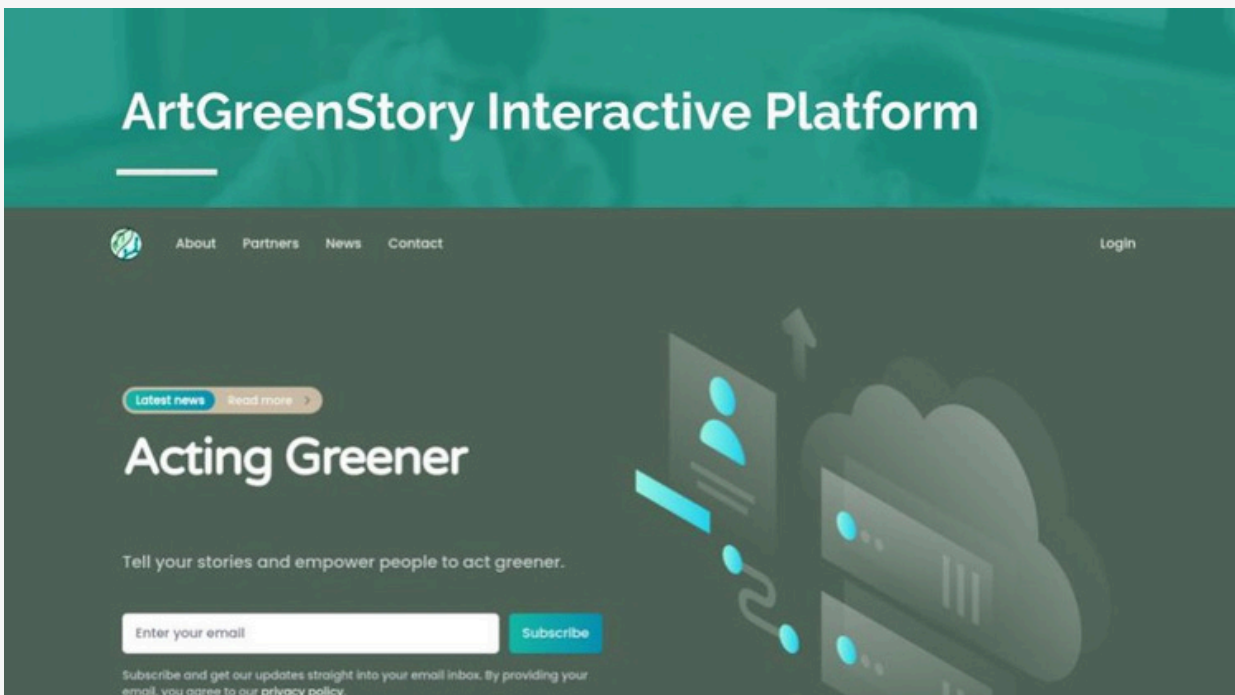 ArtGreenStory Interactive Platform
About Partners News Contact Login
Latest news Read more >
Acting Greener
Tell your stories and empower people to act greener.
Enter your email Subscribe
Subscribe and get our updates straight into your email inbox. By providing your
email, you agree to our privacy policy.